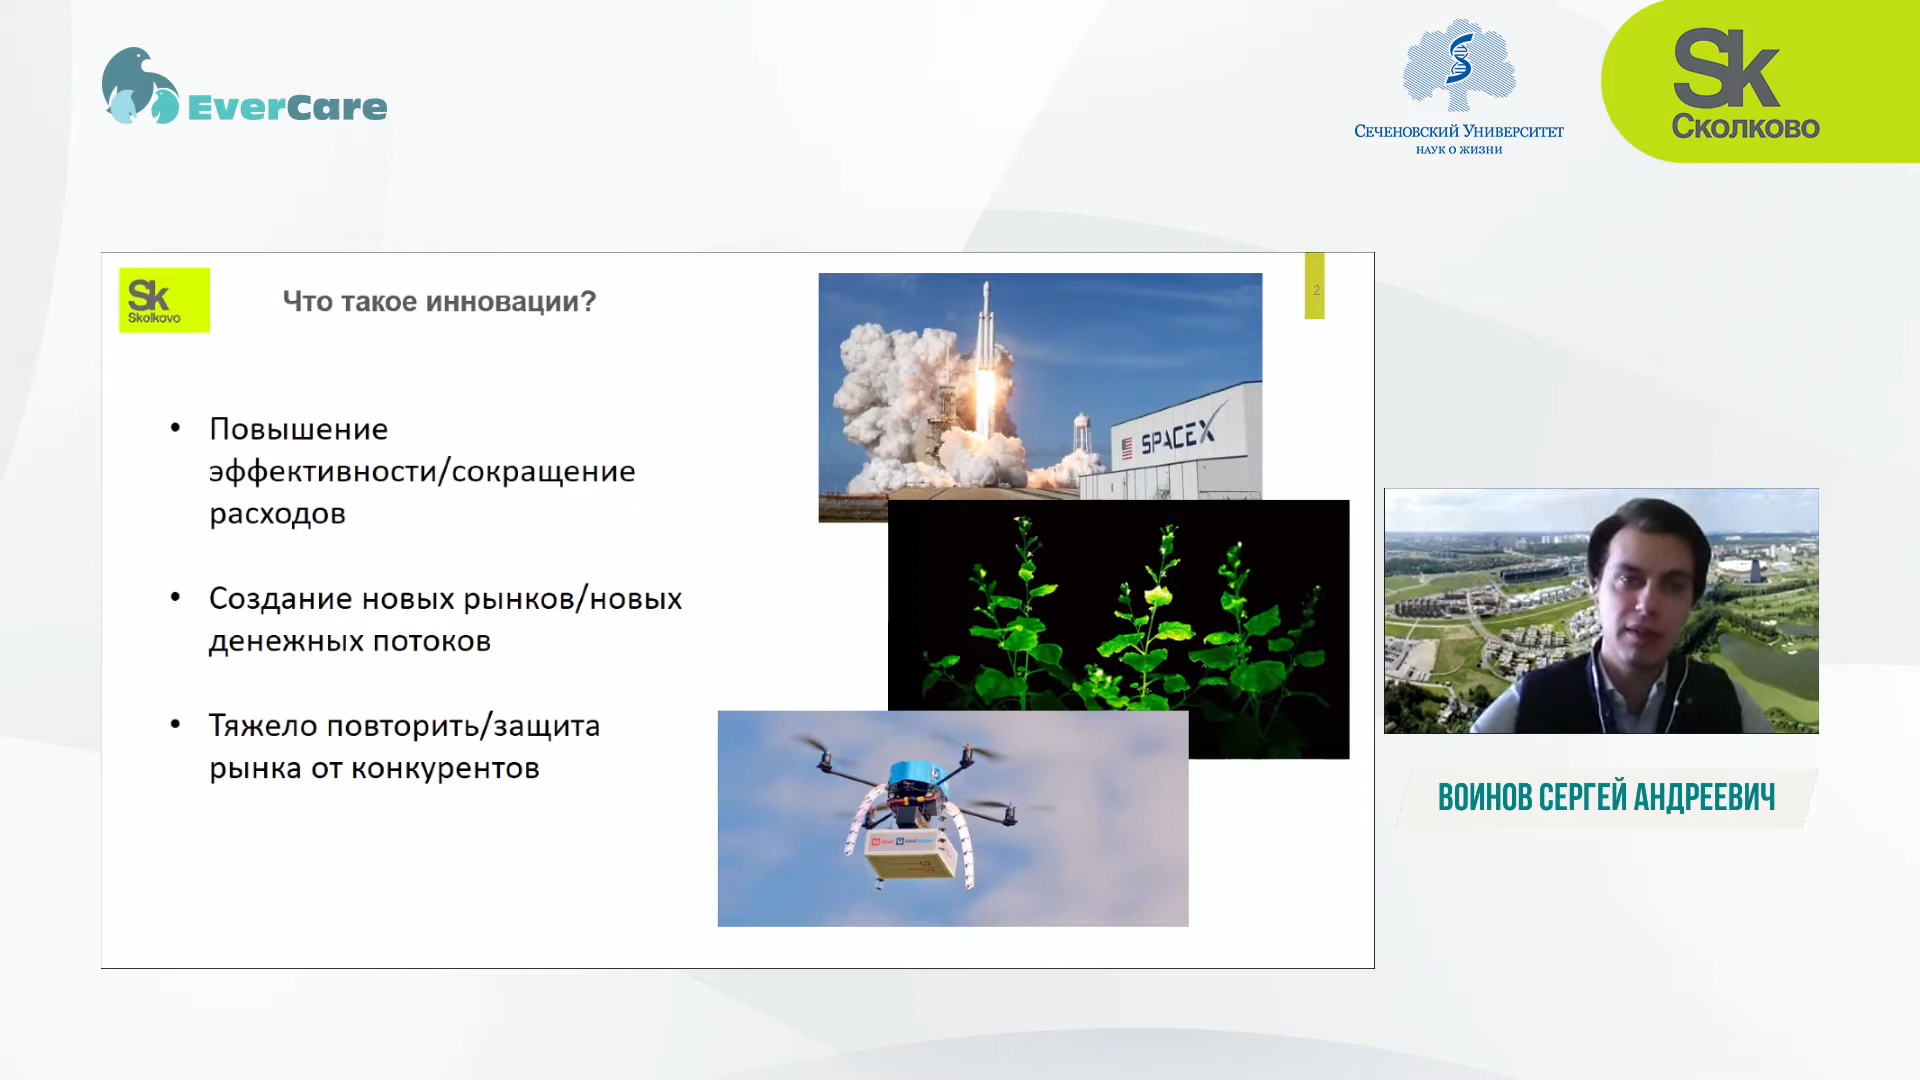 EverCare
Сеченовский Университет
наук о жизни
Sk
Сколково
Sk
Skolkovo
Что такое инновации?
2
• Повышение
эффективности/сокращение
расходов
• Создание новых рынков/новых
денежных потоков
• Тяжело повторить/защита
рынка от конкурентов
SPACEX
ВОИНОВ СЕРГЕЙ АНДРЕЕВИЧ